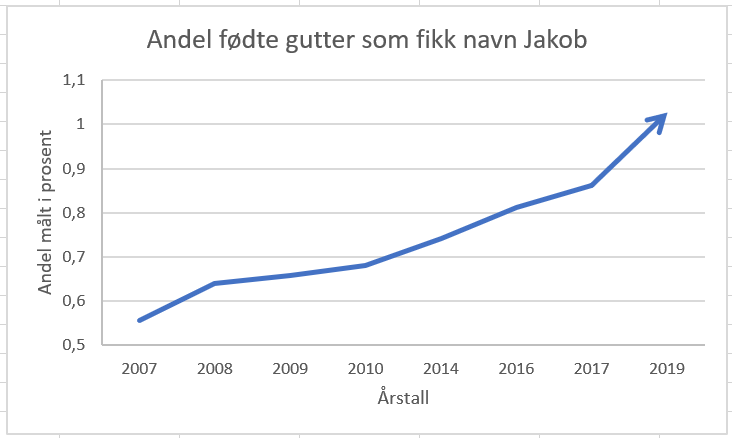 Andel fødte gutter som fikk navn Jakob
1,1
1
0,9
0,8
0,7
0,6
0,5
Andel målt i prosent
2007 2008 2009 2010 2014 2016 2017 2019
Årstall